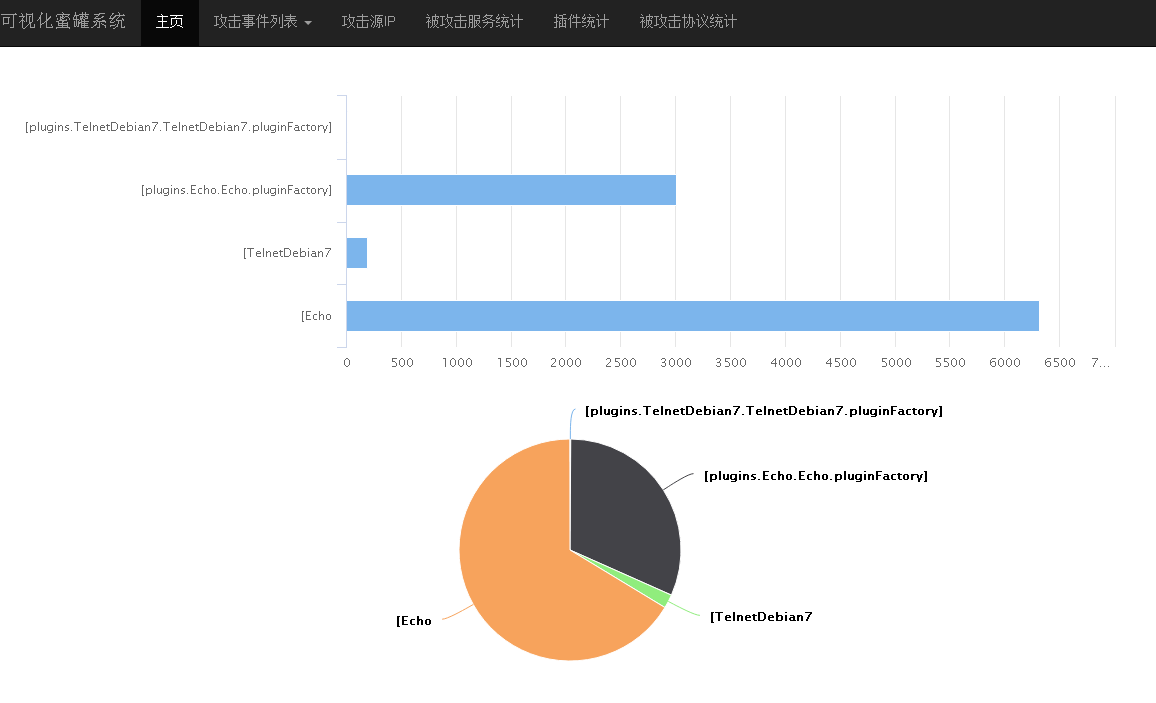 可视化蜜罐系统 主页 攻击事件列表 攻击源IP 被攻击服务统计 插件统计 被攻击协议统计
[plugins.TelnetDebian7.TelnetDebian7.pluginFactory]
[plugins.Echo.Echo.pluginFactory]
[TelnetDebian7
[Echo
0 500 1000 1500 2000 2500 3000 3500 4000 4500 5000 5500 6000 6500 7...
[plugins.TelnetDebian7.TelnetDebian7.pluginFactory]
[plugins.Echo.Echo.pluginFactory]
[TelnetDebian7
[Echo